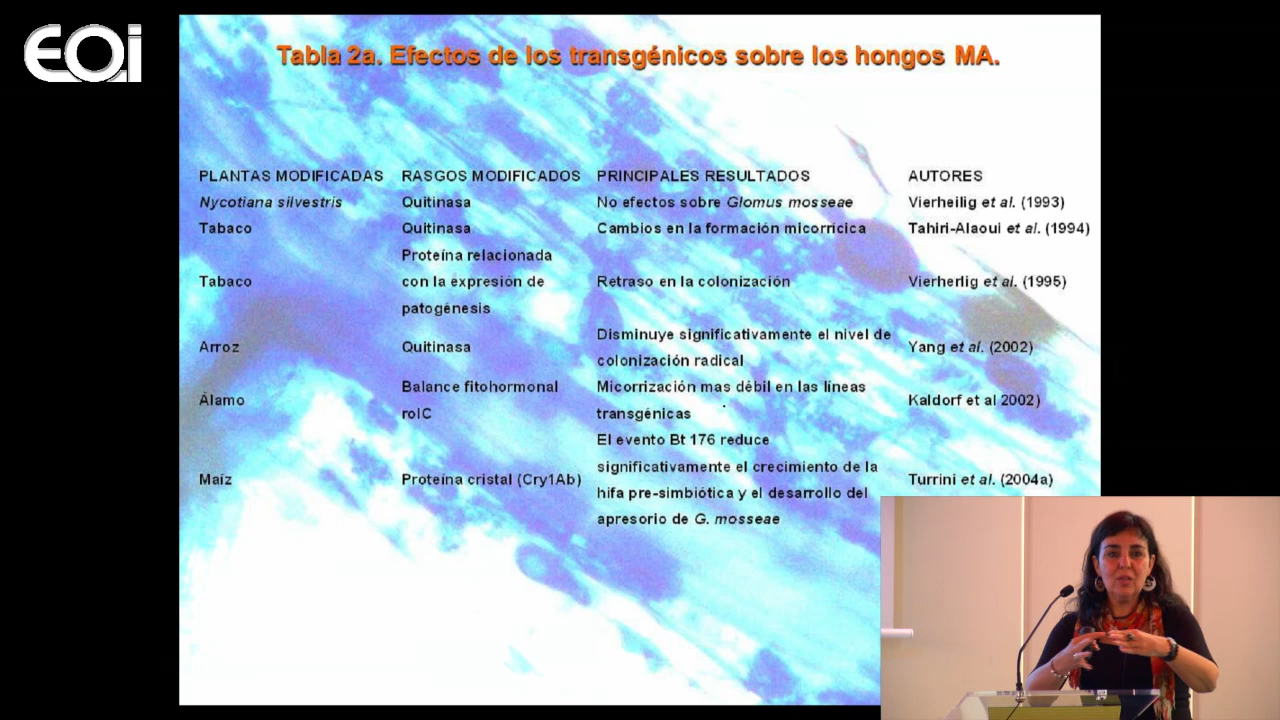 EOi
Tabla 2a. Efectos de los transgénicos sobre los hongos MA.
PLANTAS MODIFICADAS RASGOS MODIFICADOS PRINCIPALES RESULTADOS AUTORES
Nycotiana silvestris Quitinasa No efectos sobre Glomus mosseae Vierheilig et al. (1993)
Tabaco Quitinasa Cambios en la formación micorrícica Tahiri-Alaoui et al. (1994)
Proteína relacionada
Tabaco con la expresión de Retraso en la colonización Vierherlig et al. (1995)
patogénesis
Disminuye significativamente el nivel de
Arroz Quitinasa Yang et al. (2002)
colonización radical
Balance fitohormonal Micorrización mas débil en las líneas
Álamo Kaldorf et al 2002)
rolC transgénicas
El evento Bt 176 reduce
significativamente el crecimiento de la
Maíz Proteína cristal (Cry1Ab) Turrini et al. (2004a)
hifa pre-simbiótica y el desarrollo del
apresorio de G. mosseae